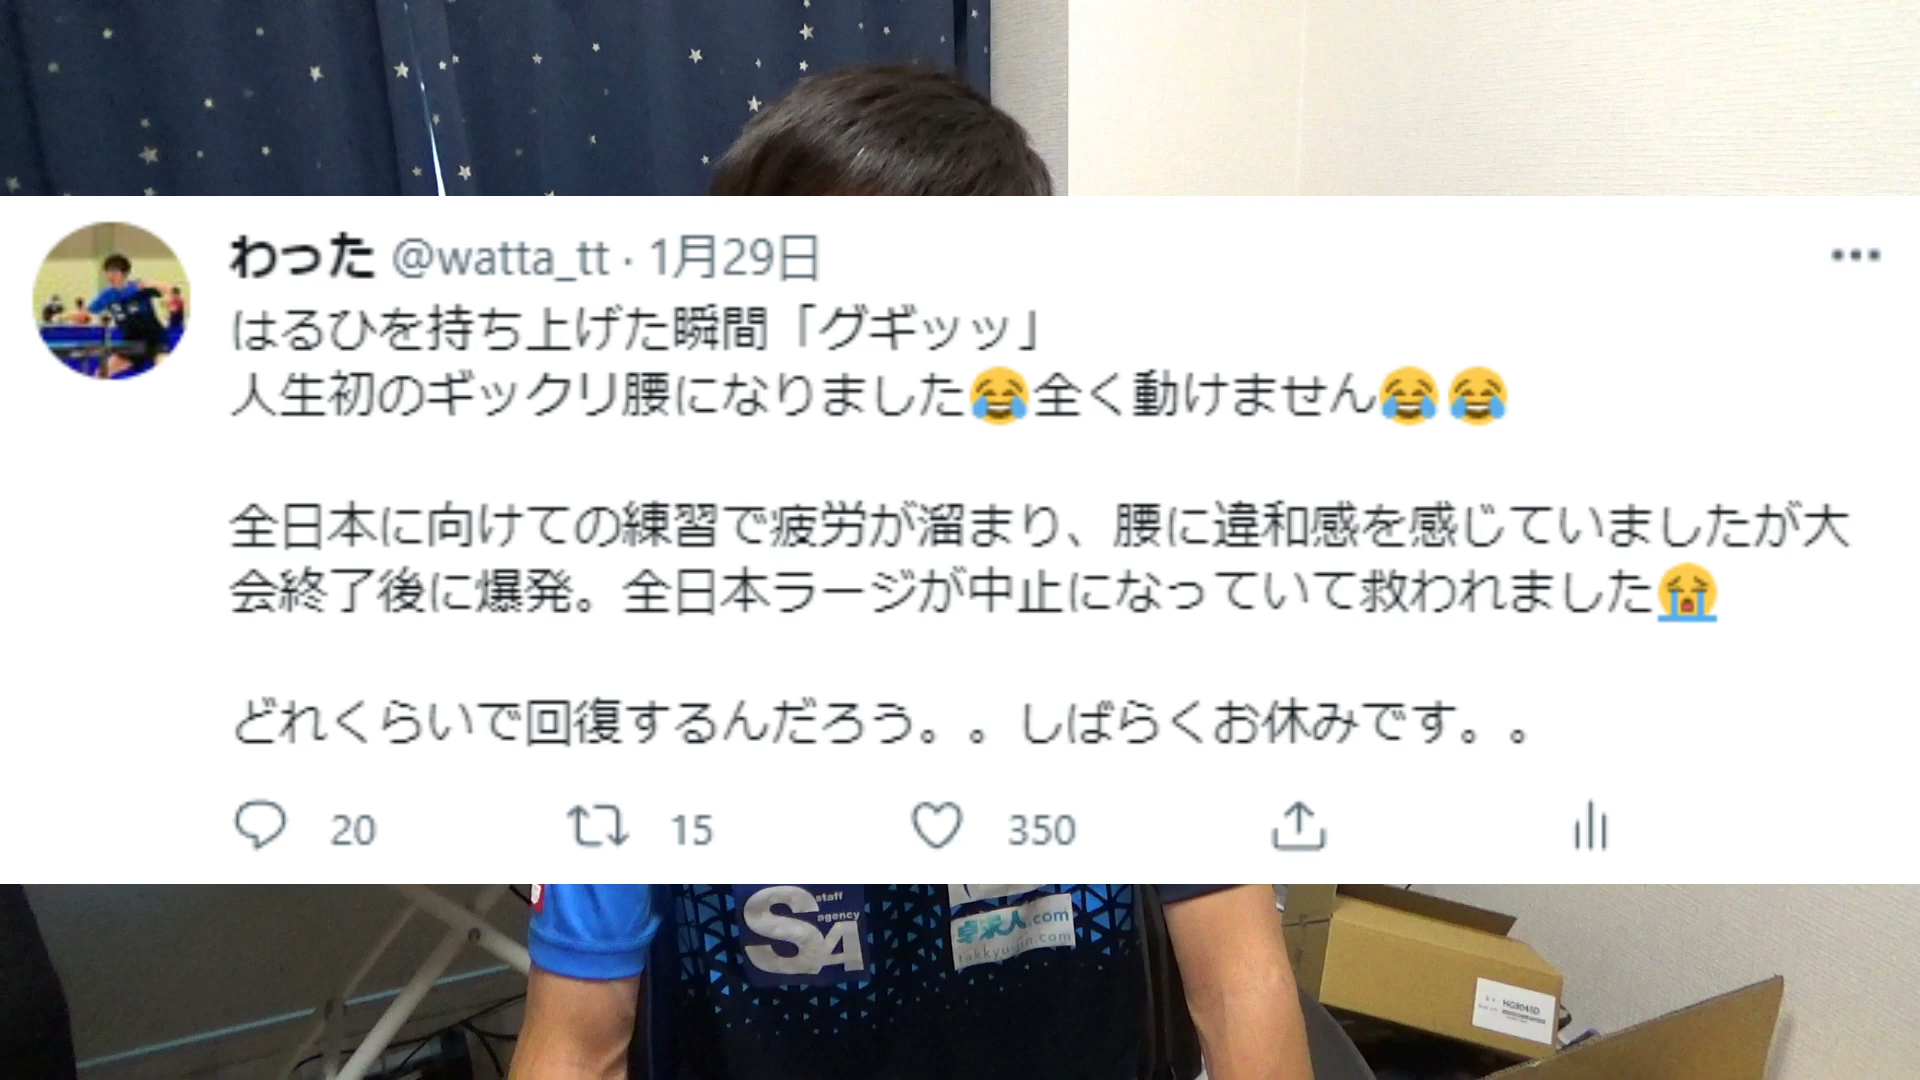 わった @watta_tt · 1月29日
はるひを持ち上げた瞬間「グギッッ」
人生初のギックリ腰になりました😂全く動けません😂😂
全日本に向けての練習で疲労が溜まり、腰に違和感を感じていましたが大
会終了後に爆発。全日本ラージが中止になっていて救われました😭
どれくらいで回復するんだろう。。しばらくお休みです。。
20 15 350
SA staff agency
卓球人.com
takkyu-jin.com